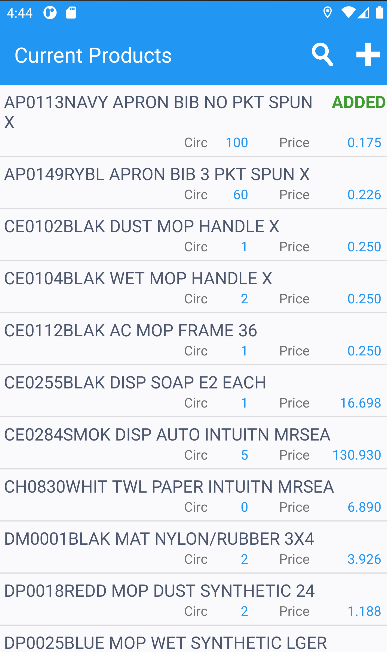 4:44
Current Products
AP0113NAVY APRON BIB NO PKT SPUN ADDED
X
Circ 100 Price 0.175
AP0149RYBL APRON BIB 3 PKT SPUN X
Circ 60 Price 0.226
CE0102BLAK DUST MOP HANDLE X
Circ 1 Price 0.250
CE0104BLAK WET MOP HANDLE X
Circ 2 Price 0.250
CE0112BLAK AC MOP FRAME 36
Circ 1 Price 0.250
CE0255BLAK DISP SOAP E2 EACH
Circ 1 Price 16.698
CE0284SMOK DISP AUTO INTUITN MRSEA
Circ 5 Price 130.930
CH0830WHIT TWL PAPER INTUITN MRSEA
Circ 0 Price 6.890
DM0001BLAK MAT NYLON/RUBBER 3X4
Circ 2 Price 3.926
DP0018REDD MOP DUST SYNTHETIC 24
Circ 2 Price 1.188
DP0025BLUE MOP WET SYNTHETIC LGER